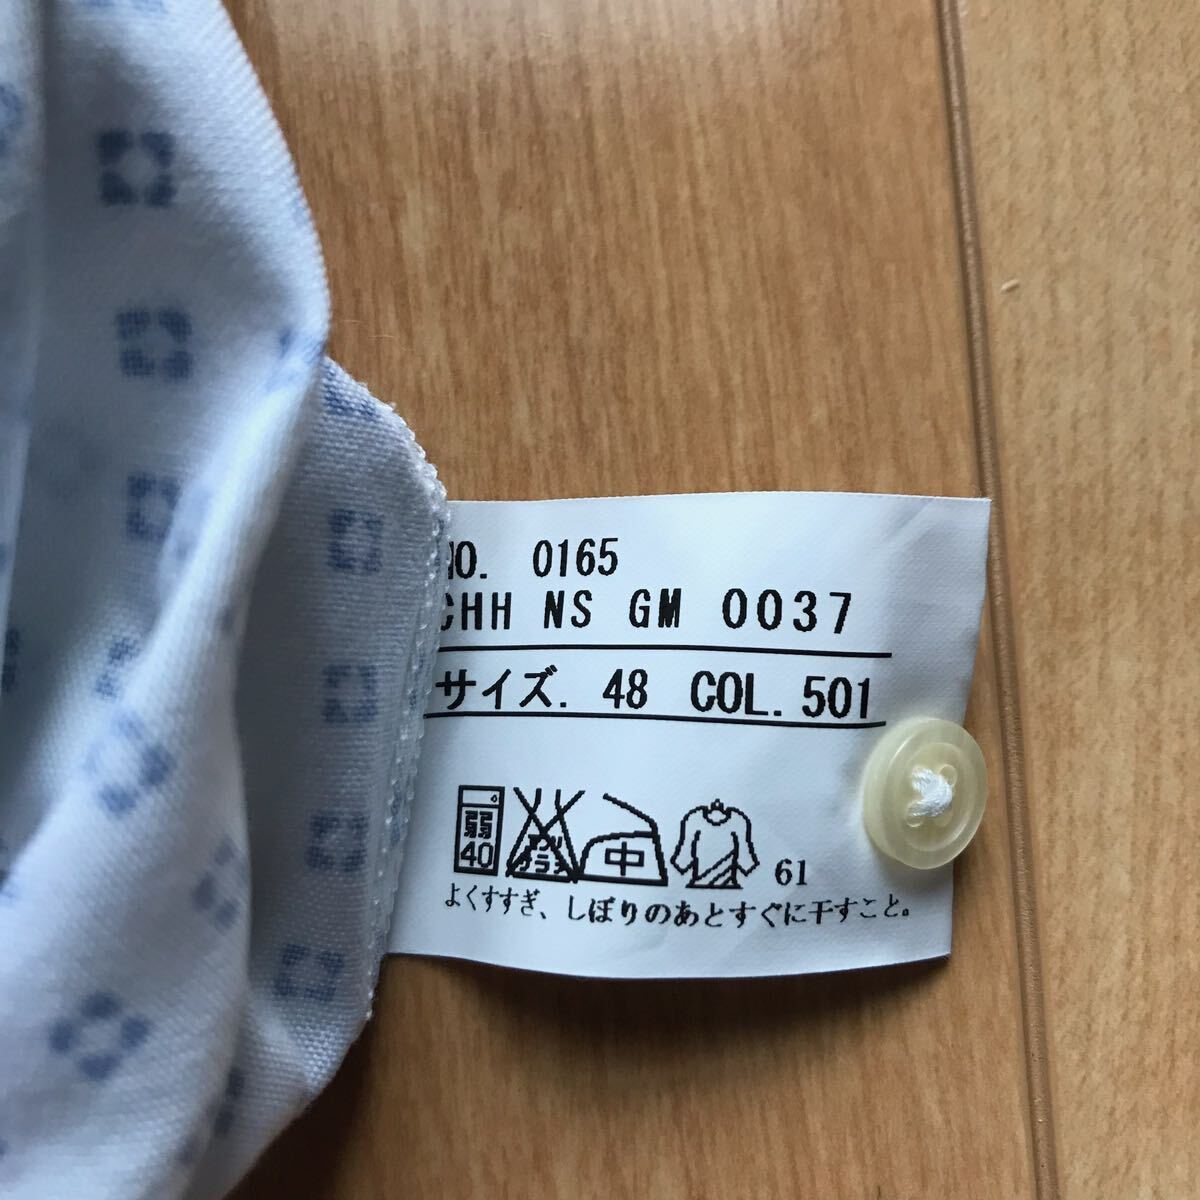 NO. 0165
CHH NS GM 0037
サイズ. 48 COL. 501
弱 40 中 61
よくすすぎ、しぼりのあとすぐに干すこと。